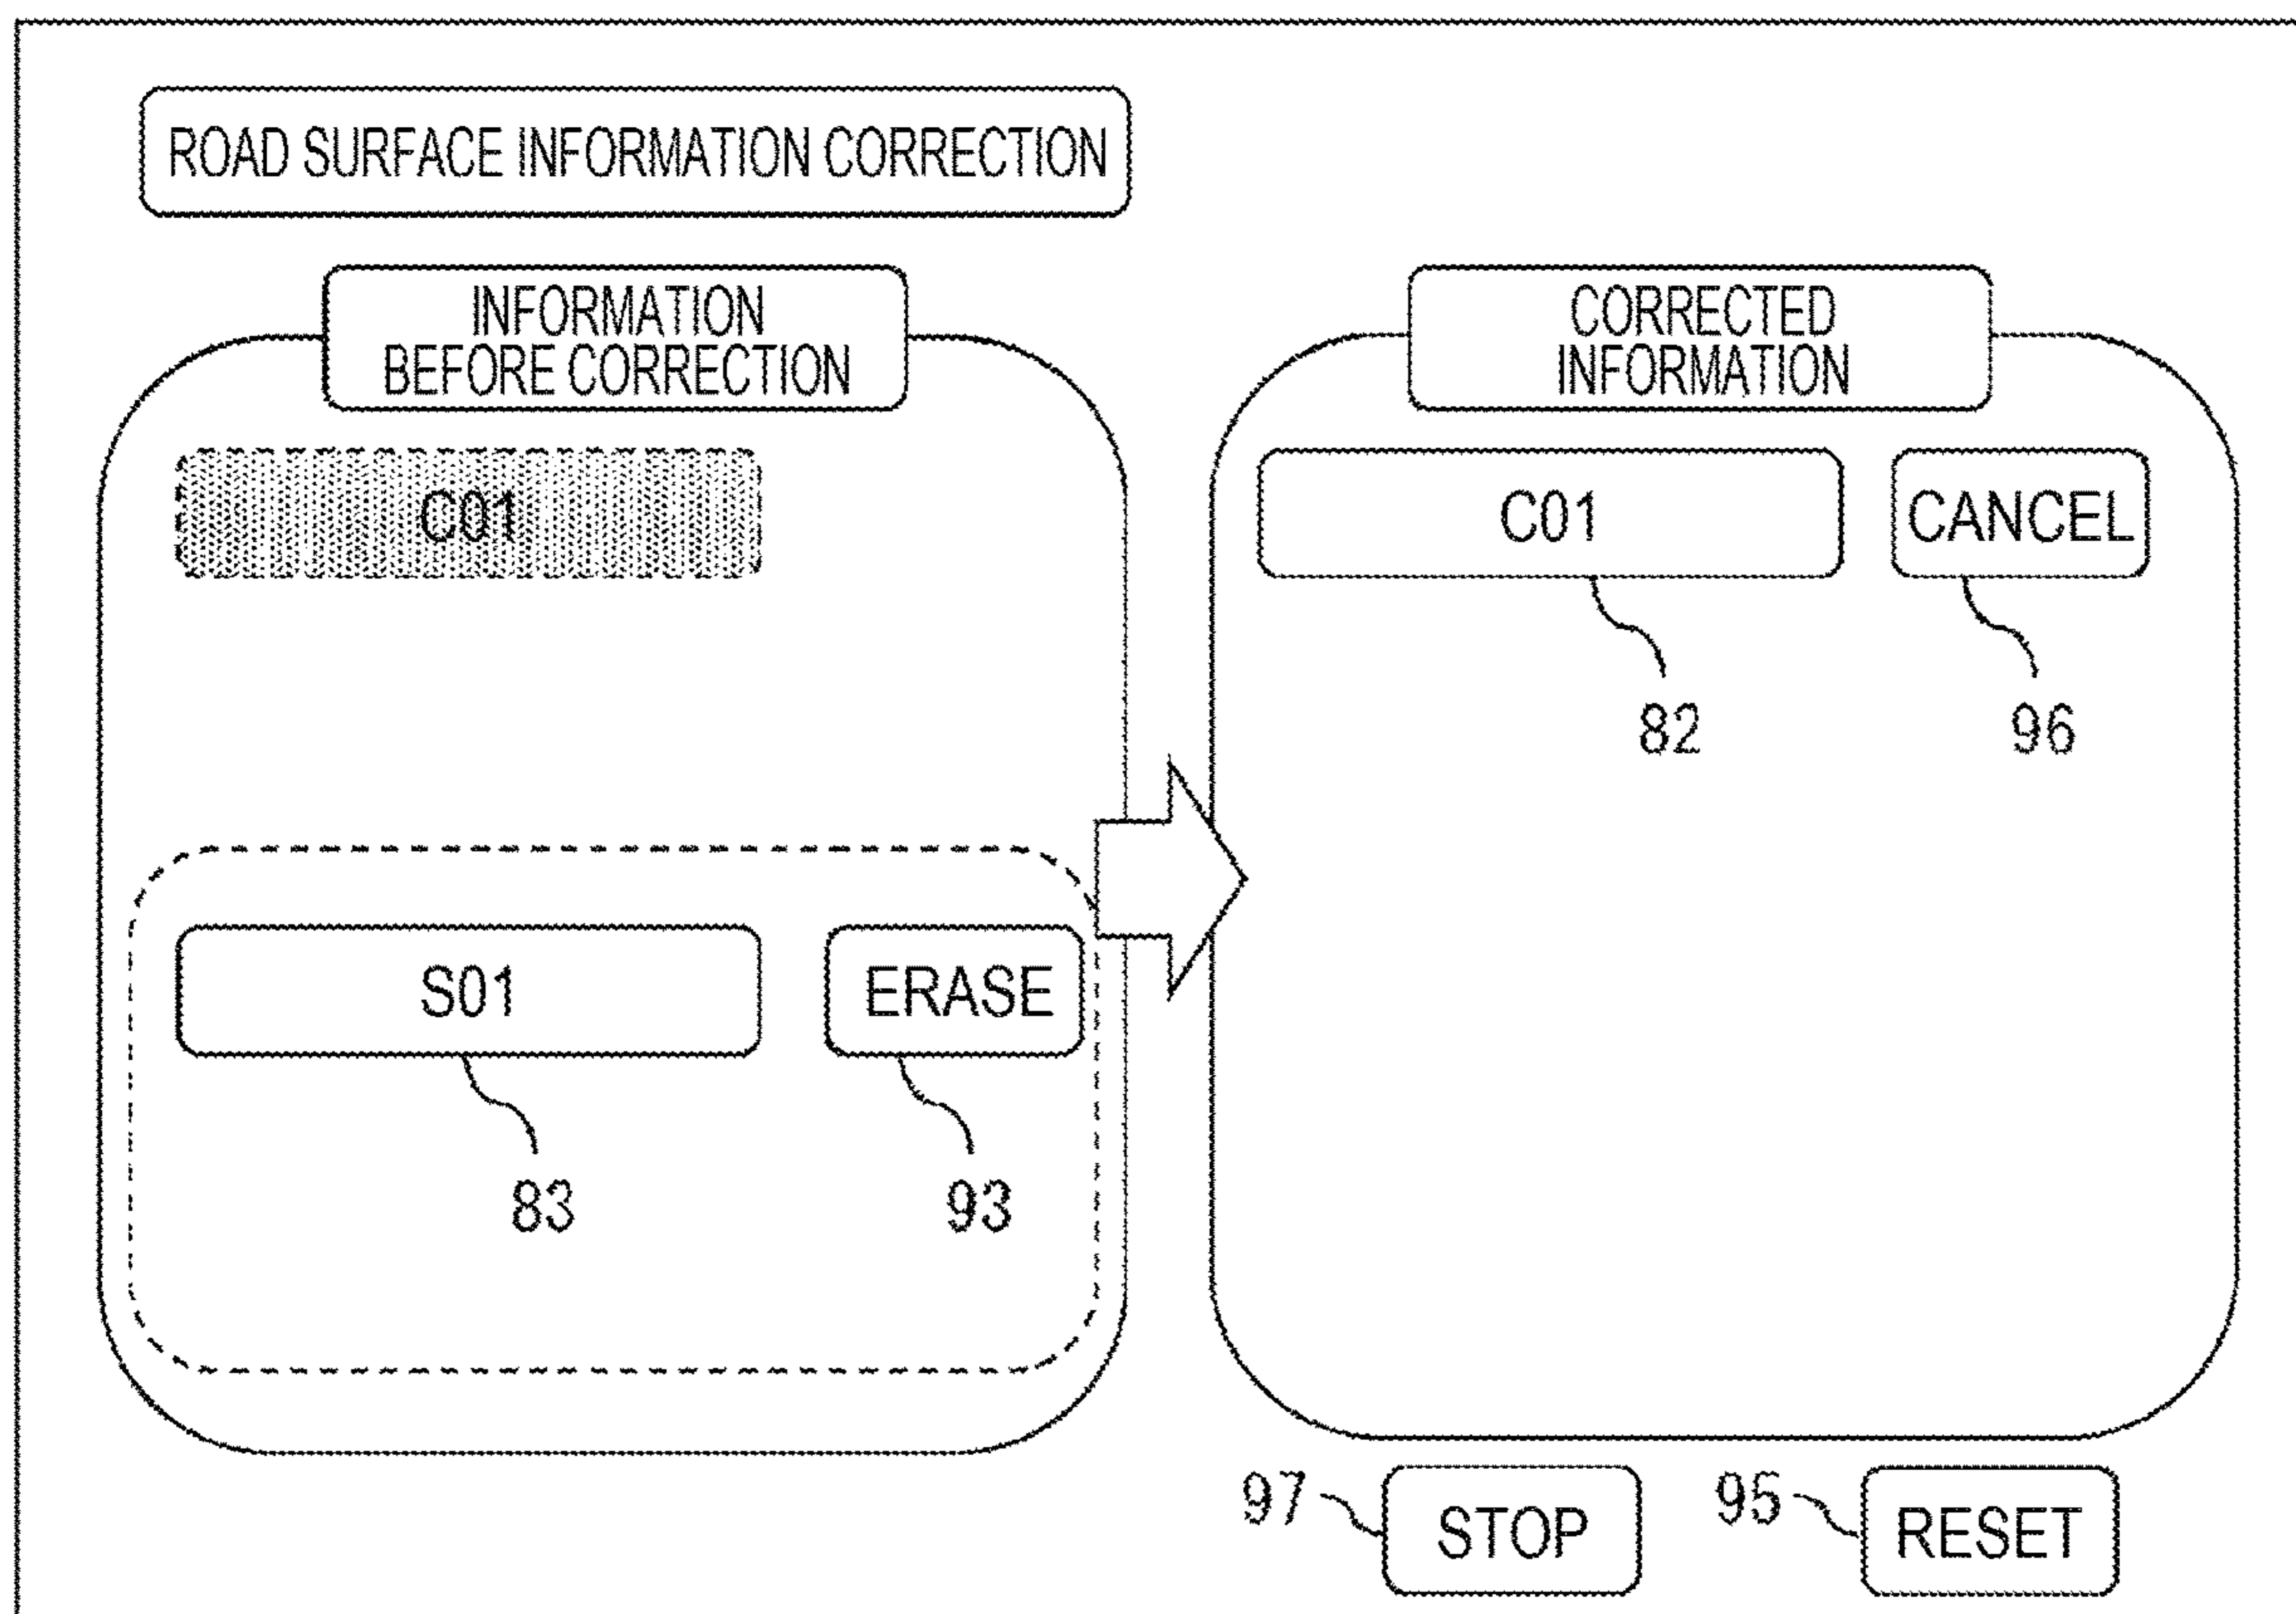 ROAD SURFACE INFORMATION CORRECTION
INFORMATION
BEFORE CORRECTION
C01
S01
ERASE
83
93
CORRECTED
INFORMATION
C01
CANCEL
82
96
97
STOP
95
RESET